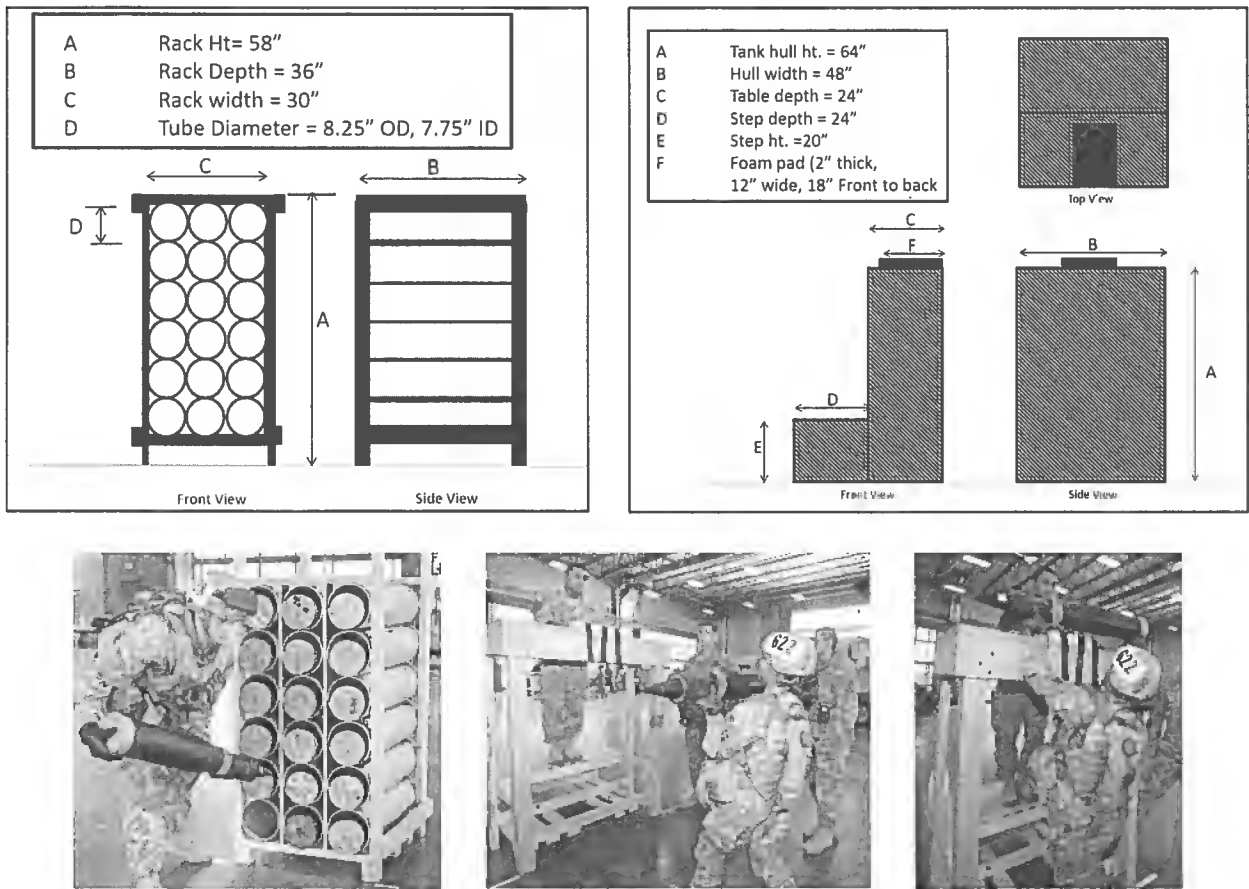 A Rack Ht= 58"
B Rack Depth = 36"
C Rack width = 30"
D Tube Diameter = 8.25" OD, 7.75" ID
C
B
D
A
Front View
Side View
A Tank hull ht. = 64"
B Hull width = 48"
C Table depth = 24"
D Step depth = 24"
E Step ht. =20"
F Foam pad (2" thick,
12" wide, 18" Front to back
Top View
C
F
B
A
D
E
Front View
Side View
622
622